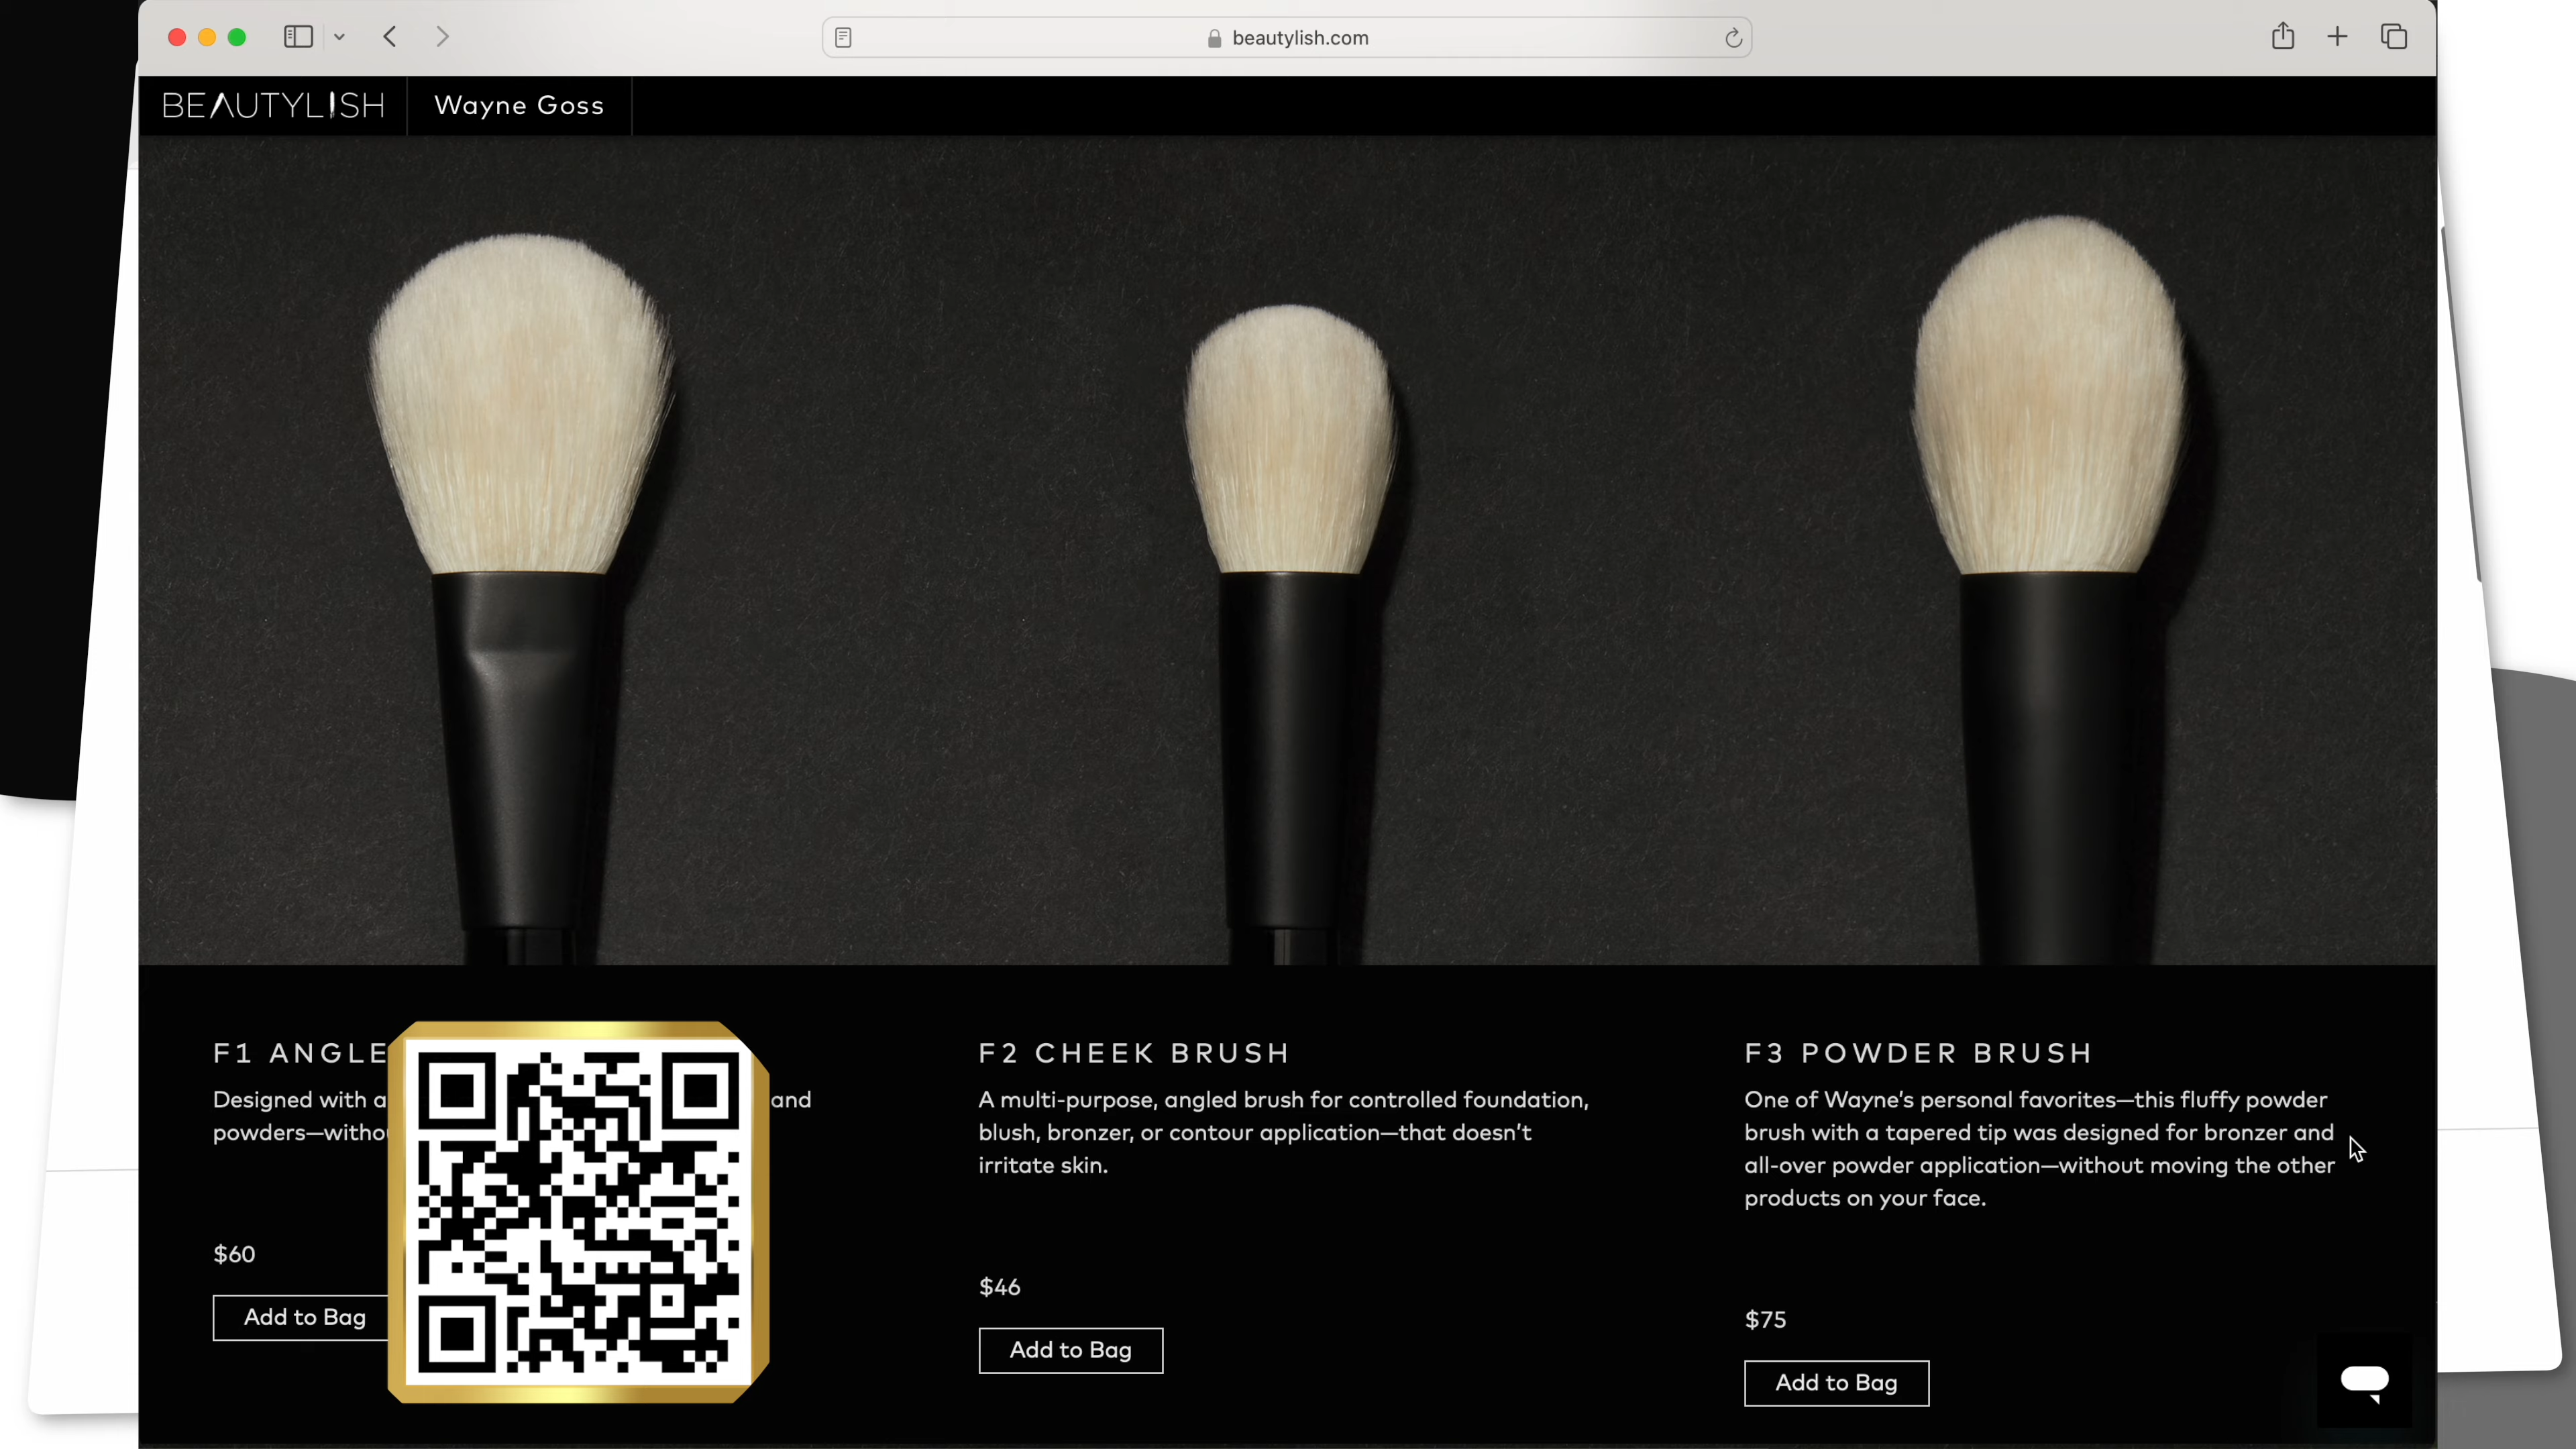 beautylish.com
BEAUTYLISH
Wayne Goss
F1 ANGLE
Designed with a and
powders—withou
$60
Add to Bag
F2 CHEEK BRUSH
A multi-purpose, angled brush for controlled foundation,
blush, bronzer, or contour application—that doesn't
irritate skin.
$46
Add to Bag
F3 POWDER BRUSH
One of Wayne's personal favorites—this fluffy powder
brush with a tapered tip was designed for bronzer and
all-over powder application—without moving the other
products on your face.
$75
Add to Bag